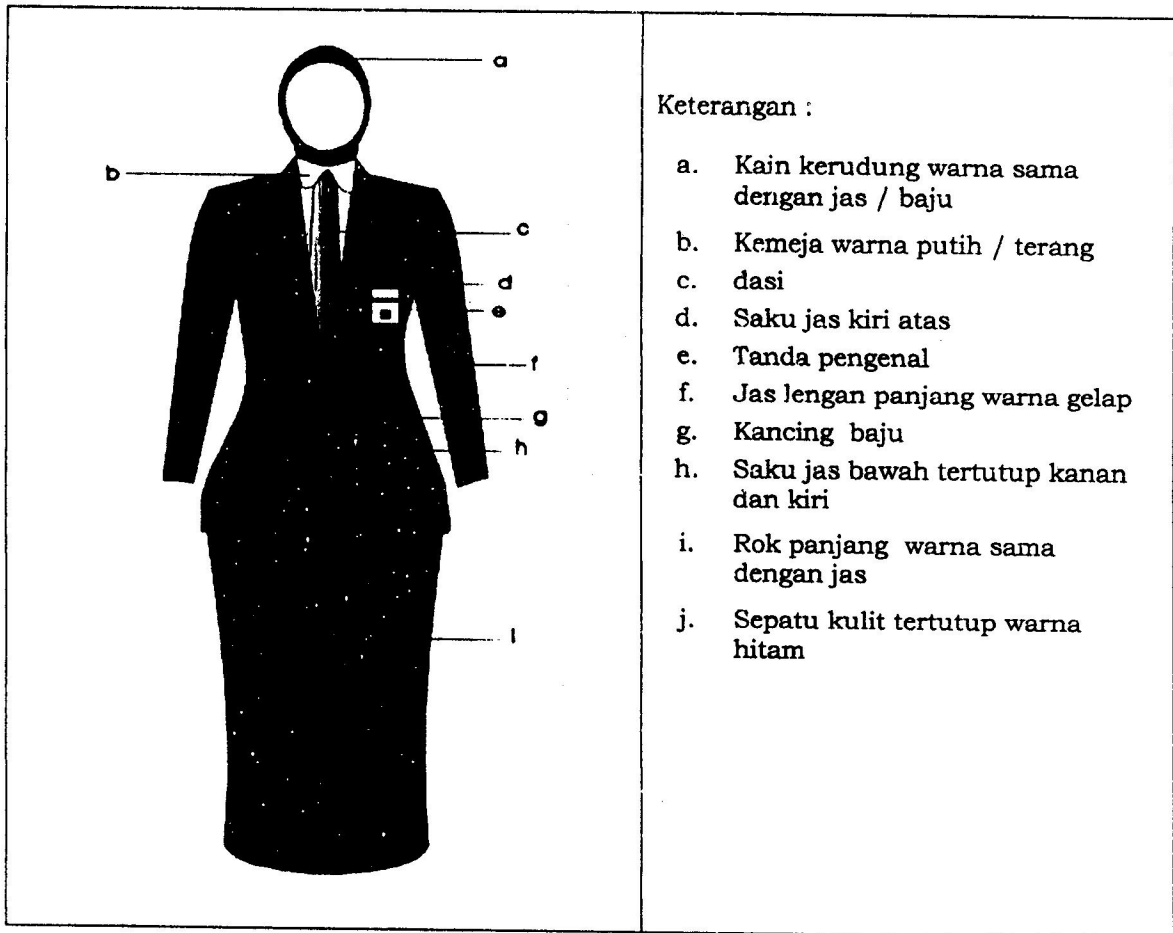 a
b
c
d
e
f
g
h
l
Keterangan :
a. Kain kerudung warna sama
dengan jas / baju
b. Kemeja warna putih / terang
c. dasi
d. Saku jas kiri atas
e. Tanda pengenal
f. Jas lengan panjang warna gelap
g. Kancing baju
h. Saku jas bawah tertutup kanan
dan kiri
i. Rok panjang warna sama
dengan jas
j. Sepatu kulit tertutup warna
hitam